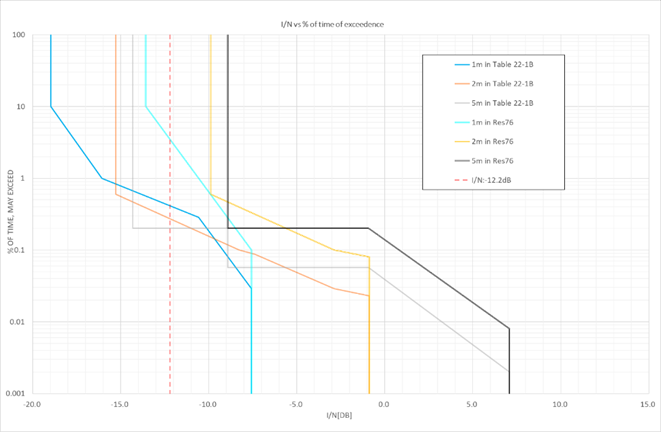 I/N vs % of time of exceedence
100
10
1
0.1
0.01
0.001
% OF TIME, MAY EXCEED
1m in Table 22-1B
2m in Table 22-1B
5m in Table 22-1B
1m in Res76
2m in Res76
5m in Res76
I/N:-12.2dB
-20.0 -15.0 -10.0 -5.0 0.0 5.0 10.0 15.0
I/N[DB]